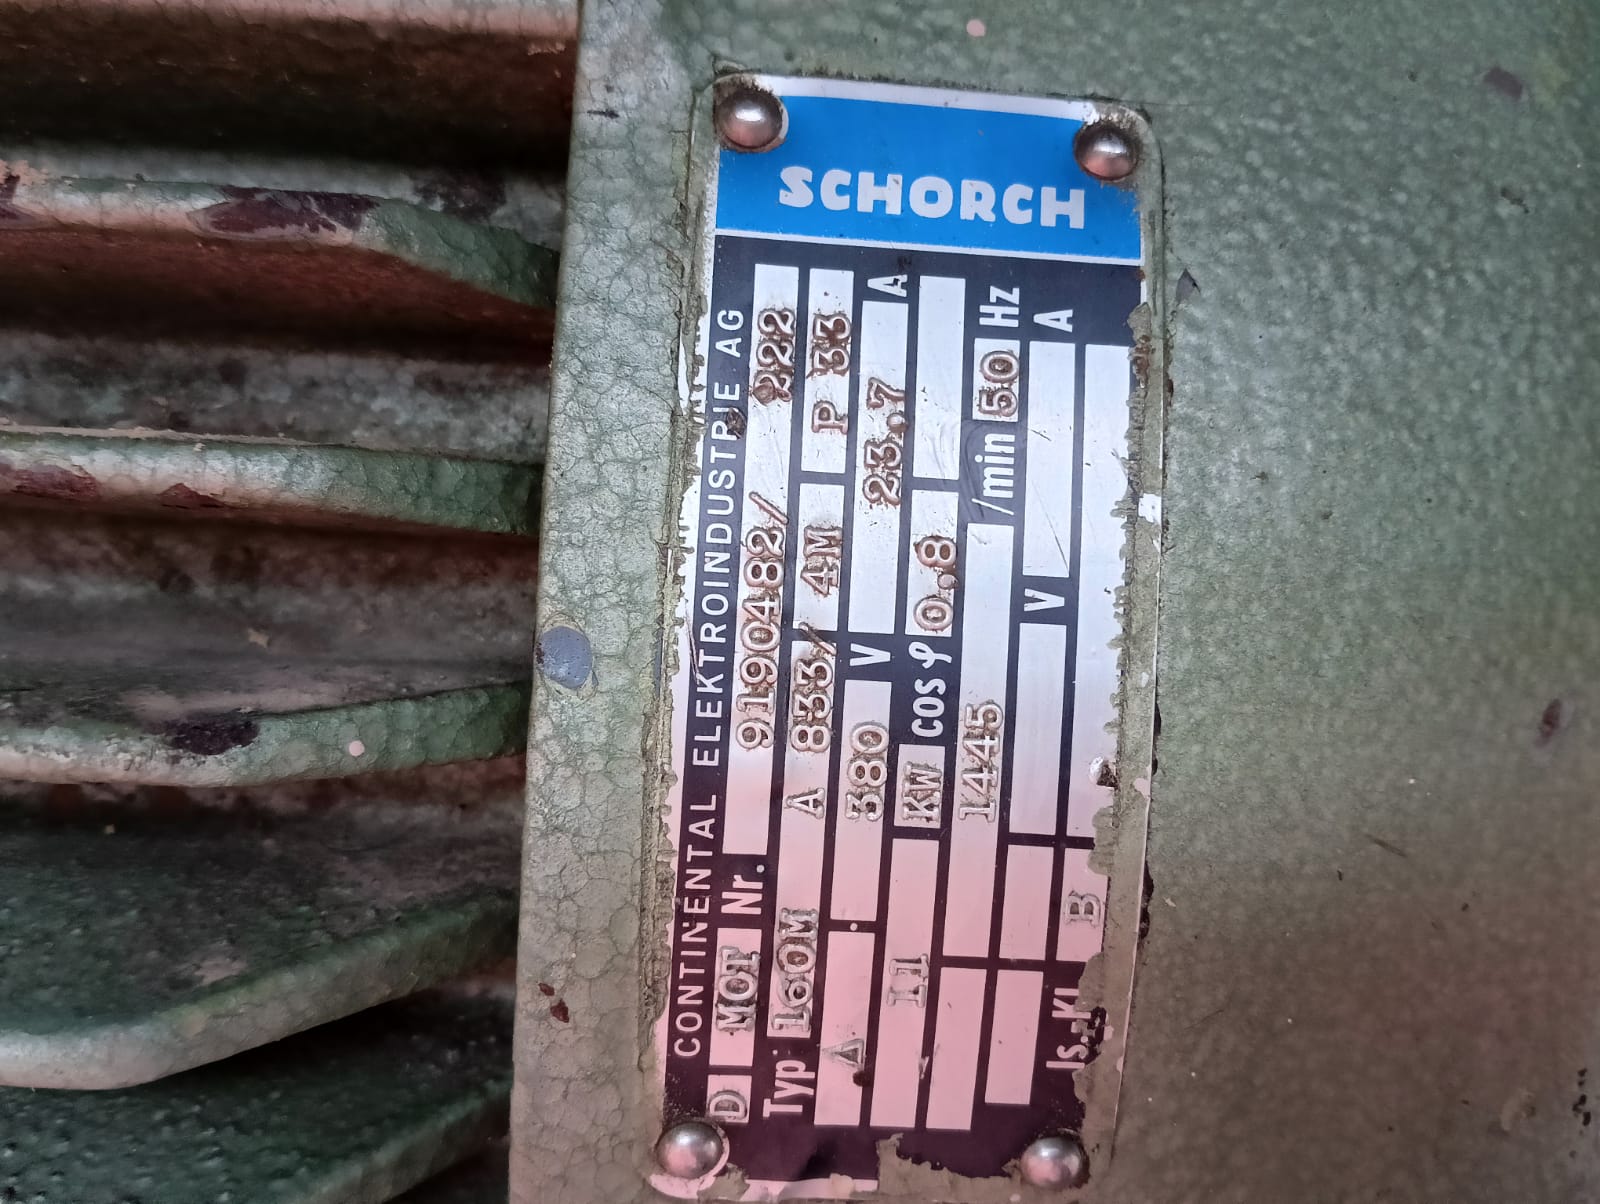 SCHORCH
CONTINENTAL ELEKTROINDUSTRIE AG
D MOT Nr. 9190482/ 222
Typ 160M A 833/ 4M P 33
Δ 380 V 23.7 A
11 KW cos φ 0.8
1445 /min 50 Hz
V A
Is.-Kl B